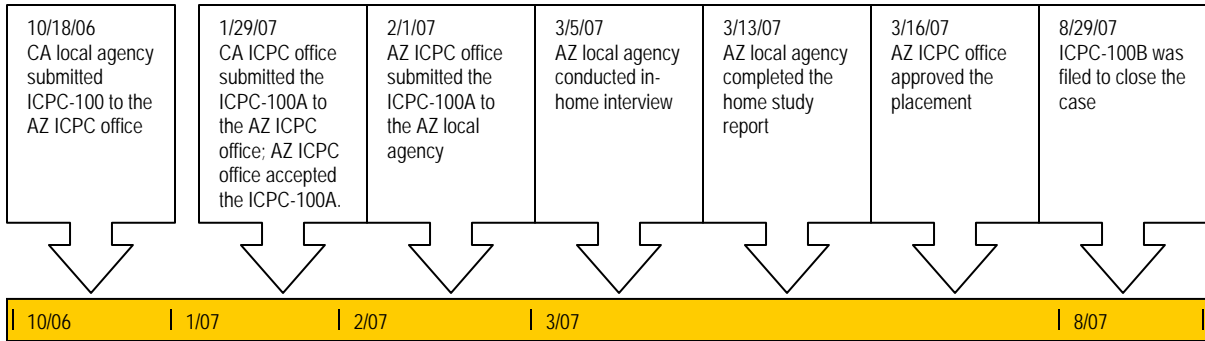 10/18/06
CA local agency
submitted
ICPC-100 to the
AZ ICPC office
1/29/07
CA ICPC office
submitted the
ICPC-100A to
the AZ ICPC
office; AZ ICPC
office accepted
the ICPC-100A.
2/1/07
AZ ICPC office
submitted the
ICPC-100A to
the AZ local
agency
3/5/07
AZ local agency
conducted in-
home interview
3/13/07
AZ local agency
completed the
home study
report
3/16/07
AZ ICPC office
approved the
placement
8/29/07
ICPC-100B was
filed to close the
case
10/06
1/07
2/07
3/07
8/07